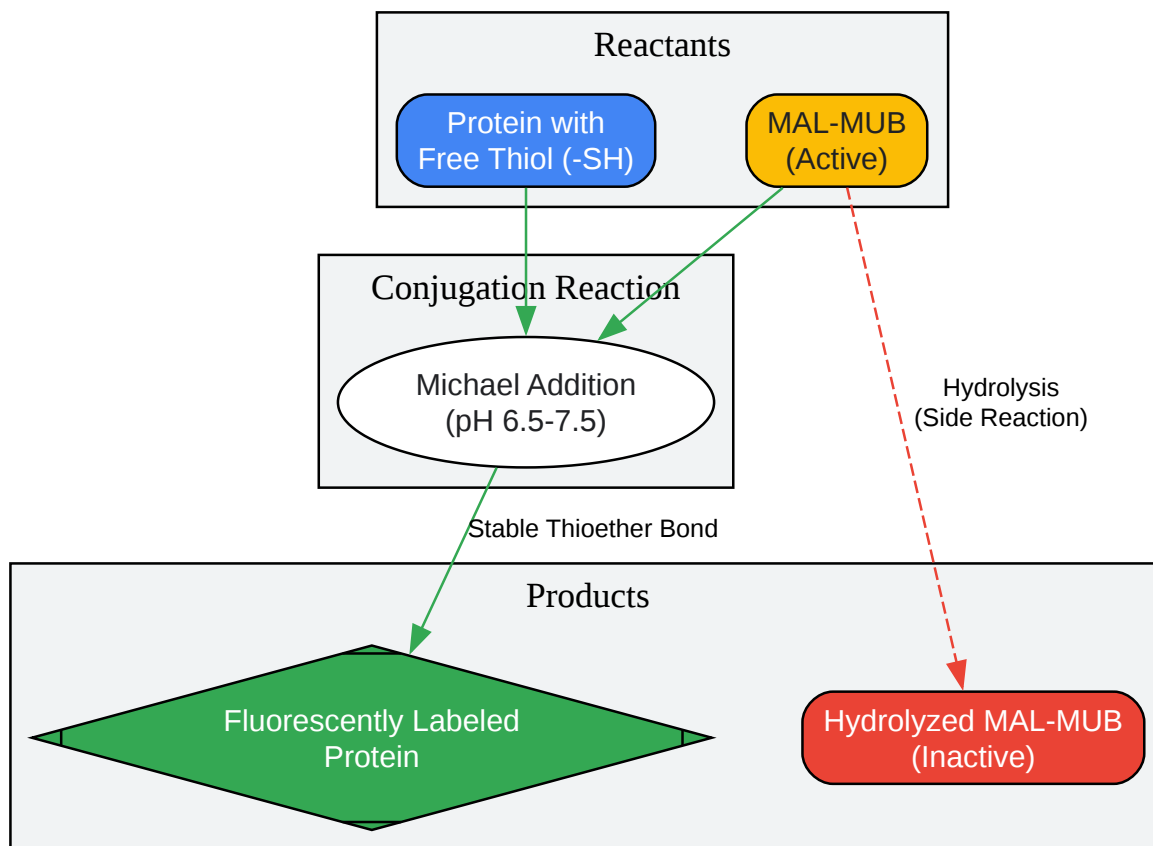 Reactants
Protein with
Free Thiol (-SH)
MAL-MUB
(Active)
Conjugation Reaction
Michael Addition
(pH 6.5-7.5)
Hydrolysis
(Side Reaction)
Stable Thioether Bond
Products
Fluorescently Labeled
Protein
Hydrolyzed MAL-MUB
(Inactive)